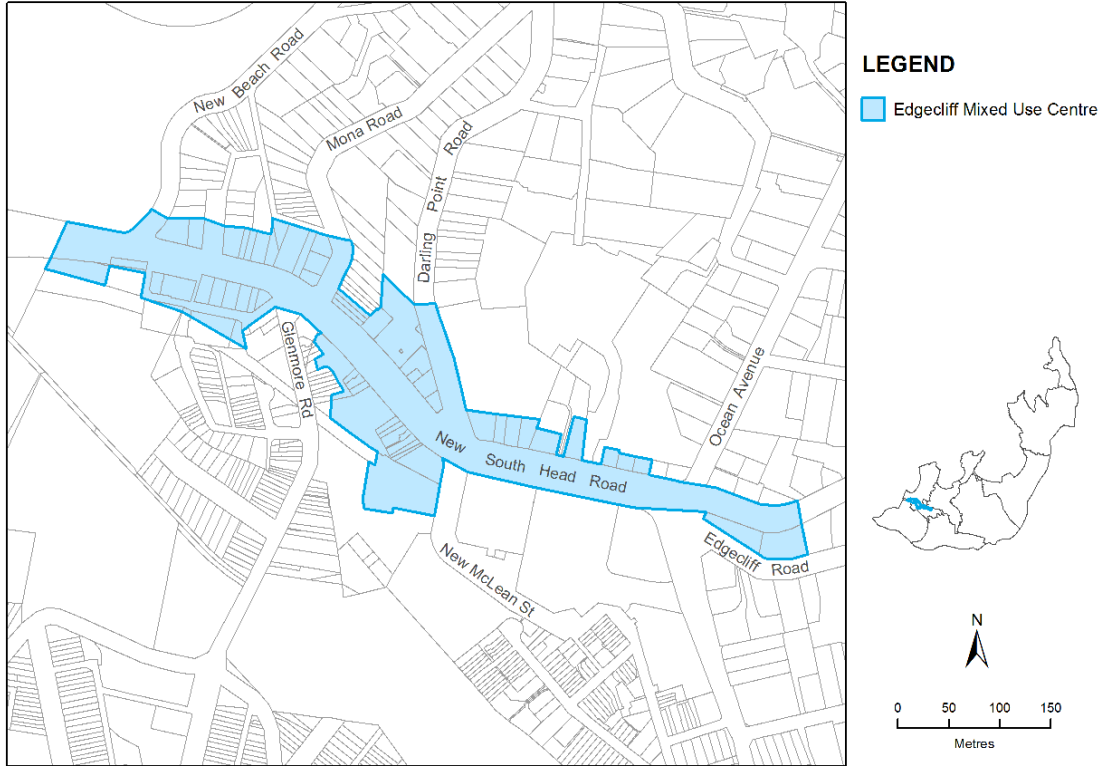 New Beach Road
Mona Road
Darling Point Road
Glenmore Rd
Ocean Avenue
New South Head Road
Edgecliff Road
New McLean St
LEGEND
Edgecliff Mixed Use Centre
N
0 50 100 150
Metres